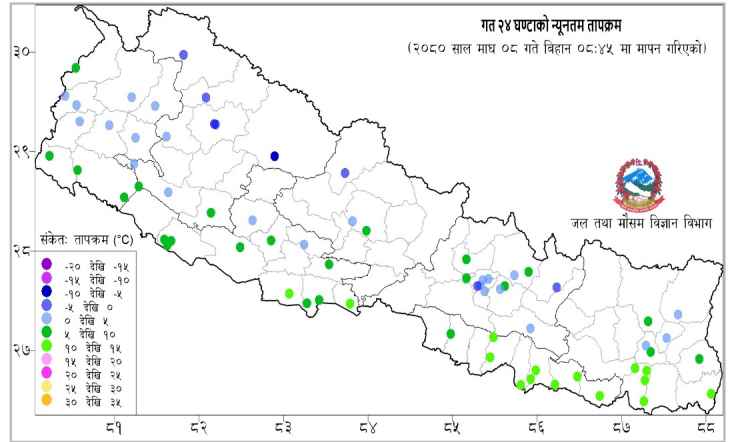 गत २४ घण्टाको न्यूनतम तापक्रम
(२०८० साल माघ ०८ गते बिहान ०८:४५ मा मापन गरिएको)
३०
२९
२८
२७
जल तथा मौसम विज्ञान विभाग
संकेतः तापक्रम (°C)
-२० देखि -१५
-१५ देखि -१०
-१० देखि -५
-५ देखि ०
० देखि ५
५ देखि १०
१० देखि १५
१५ देखि २०
२० देखि २५
२५ देखि ३०
३० देखि ३५
८१ ८२ ८३ ८४ ८५ ८६ ८७ ८८